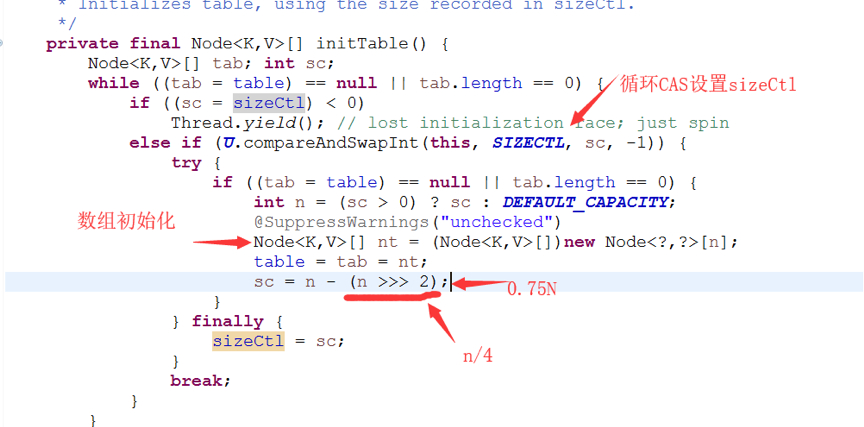 * Initializes table, using the size recorded in sizeCtl.
*/
private final Node<K,V>[] initTable() {
Node<K,V>[] tab; int sc;
while ((tab = table) == null || tab.length == 0) {
循环CAS设置sizeCtl
if ((sc = sizeCtl) < 0)
Thread.yield(); // lost initialization race; just spin
else if (U.compareAndSwapInt(this, SIZECTL, sc, -1)) {
try {
if ((tab = table) == null || tab.length == 0) {
int n = (sc > 0) ? sc : DEFAULT_CAPACITY;
数组初始化
@SuppressWarnings("unchecked")
Node<K,V>[] nt = (Node<K,V>[])new Node<?,?>[n];
table = tab = nt;
sc = n - (n >>> 2);
0.75N
}
} finally {
n/4
sizeCtl = sc;
}
break;
}
}